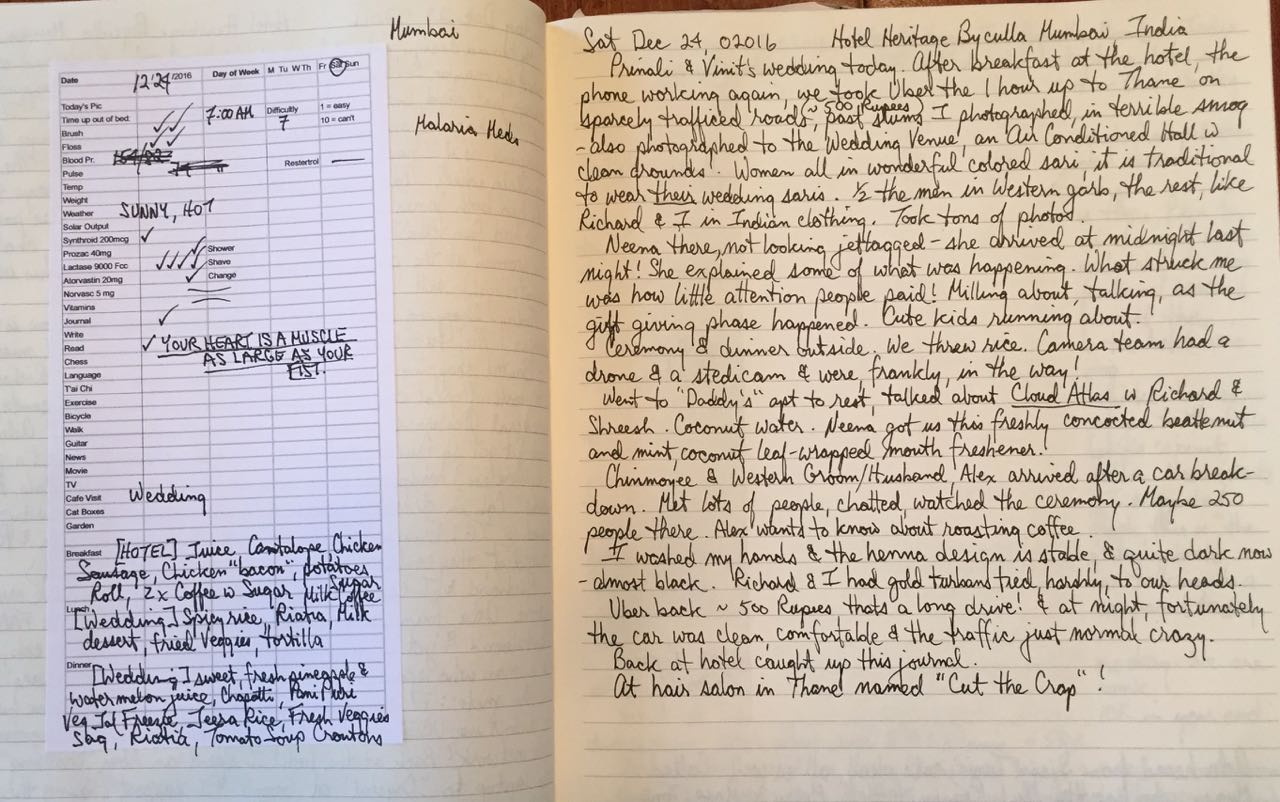 Mumbai
Malaria Meds
Date 12/24/2016 Day of Week M Tu W Th Fr Sat Sun
Today's Pic
Time up out of bed: 7:00 AM Difficultly 1 = easy
Brush 7 10 = can't
Floss
Blood Pr. Restertrol —
Pulse
Temp
Weight
Weather SUNNY, HOT
Solar Output
Synthroid 200mcg ✓
Prozac 40mg Shower
Lactase 9000 Fcc ✓✓✓✓ Shave
Atorvastin 20mg Change
Norvasc 5 mg
Vitamins
Journal ✓
Write
Read ✓ YOUR HEART IS A MUSCLE
Chess AS LARGE AS YOUR
Language FIST.
T'ai Chi
Exercise
Bicycle
Walk
Guitar
News
Movie
TV
Cafe Visit Wedding
Cat Boxes
Garden
Breakfast [HOTEL] Juice, Cantalope, Chicken
Sausage, Chicken "bacon", potatoes
Roll, 2x Coffee w Sugar Milk Coffee Sugar
Lunch [Wedding] Spicy rice, Riatia, Milk
dessert, fried Veggies, tortilla
Dinner [Wedding] sweet, fresh pineapple &
watermelon juice, Chapatti, Pani Puri
Veg Jal Freeze, Jeera Rice, Fresh Veggies
Sag, Riatia, Tomato Soup Croutons
Sat Dec 24, 02016 Hotel Heritage Byculla Mumbai India
Prinali & Vinit's wedding today. After breakfast at the hotel, the
phone working again, we took Uber the 1 hour up to Thane on
sparcely trafficed roads, (~ 500 Rupees) past slums I photographed, in terrible smog
- also photographed to the Wedding Venue, an Air Conditioned Hall w
clean grounds. Women all in wonderful colored sari, it is traditional
to wear their wedding saris. ½ the men in Western garb, the rest, like
Richard & I in Indian clothing. Took tons of photos.
Neena there, not looking jetlagged - she arrived at midnight last
night! She explained some of what was happening. What struck me
was how little attention people paid! Milling about, talking, as the
gift giving phase happened. Cute kids running about.
Ceremony & dinner outside. We threw rice. Camera team had a
drone & a stedicam & were, frankly, in the way!
Went to "Daddy's" apt to rest, talked about Cloud Atlas w Richard &
Shreesh. Coconut water. Neena got us this freshly concocted beattenut
and mint, coconut leaf-wrapped mouth freshener!
Chinmoyee & Western Groom/Husband, Alex arrived after a car break-
down. Met lots of people, chatted, watched the ceremony. Maybe 250
people there. Alex wants to know about roasting coffee.
I washed my hands & the henna design is stable, & quite dark now
- almost black. Richard & I had gold turbans tied, harshly, to our heads.
Uber back ~ 500 Rupies thats a long drive! & at night, fortunately
the car was clean, comfortable & the traffic just normal crazy.
Back at hotel caught up this journal.
At hair salon in Thane named "Cut the Crap"!